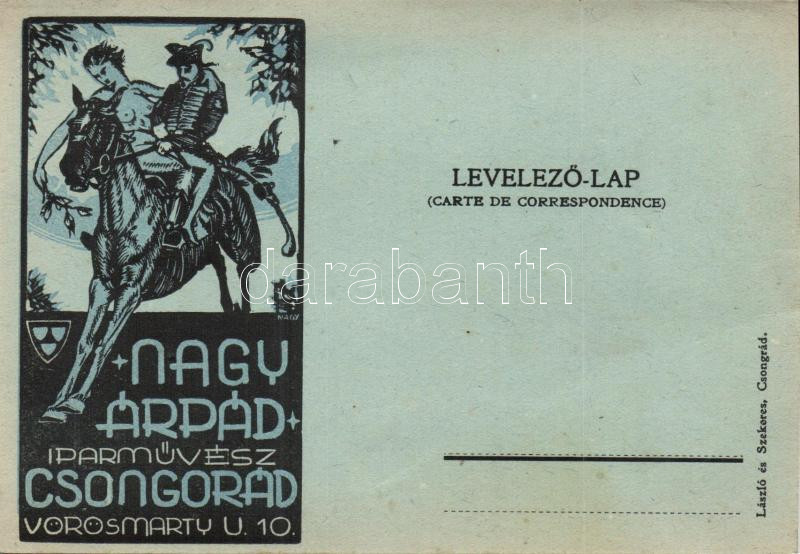 NAGY
NAGY
ÁRPÁD
IPARMŰVÉSZ
CSONGORÁD
VÖRÖSMARTY U. 10.
LEVELEZŐ-LAP
(CARTE DE CORRESPONDENCE)
darabanth
László és Szekeres, Csongrád.